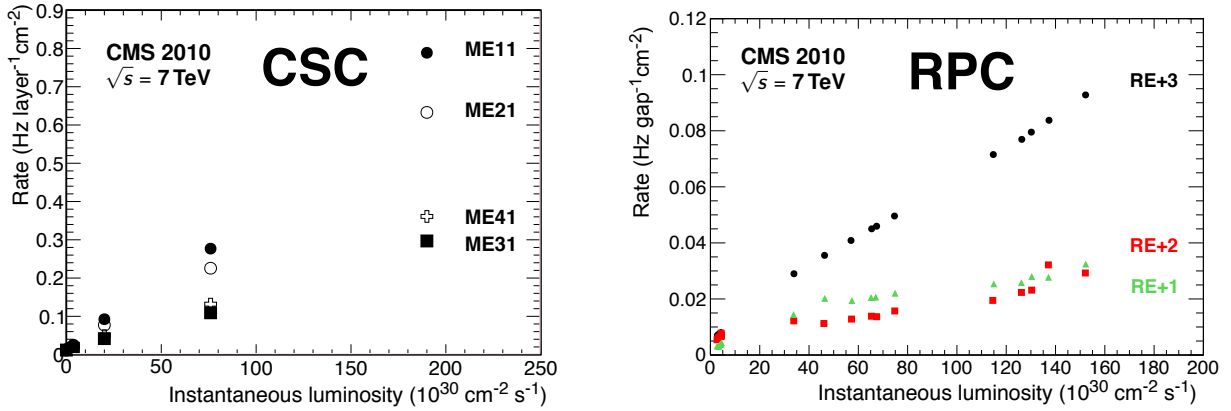 CMS 2010
√s = 7 TeV
CSC
ME11
ME21
ME41
ME31
Rate (Hz layer⁻¹cm⁻²)
0.9
0.8
0.7
0.6
0.5
0.4
0.3
0.2
0.1
0
0 50 100 150 200 250
Instantaneous luminosity (10³⁰ cm⁻² s⁻¹)
CMS 2010
√s = 7 TeV
RPC
RE+3
RE+2
RE+1
Rate (Hz gap⁻¹cm⁻²)
0.12
0.1
0.08
0.06
0.04
0.02
0
0 20 40 60 80 100 120 140 160 180 200
Instantaneous luminosity (10³⁰ cm⁻² s⁻¹)